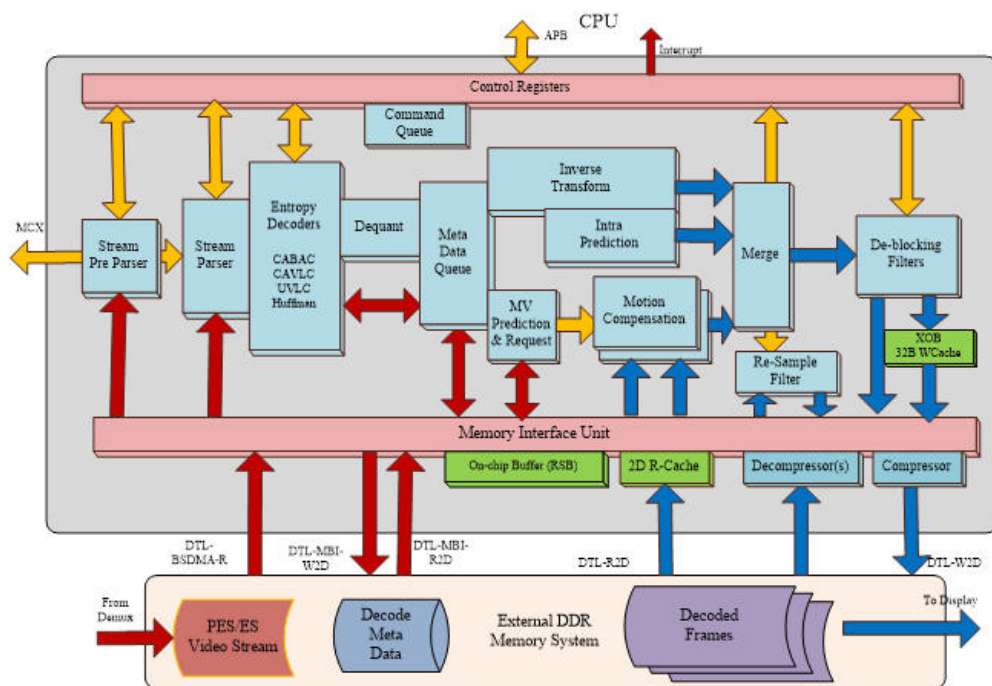 CPU
APB
Interrupt
Control Registers
Command
Queue
MCX
Stream
Pre Parser
Stream
Parser
Entropy
Decoders
CABAC
CAVLC
UVLC
Huffman
Dequant
Meta
Data
Queue
Inverse
Transform
Intra
Prediction
MV
Prediction
& Request
Motion
Compensation
Merge
De-blocking
Filters
XOB
32B WCache
Re-Sample
Filter
Memory Interface Unit
On-chip Buffer (RSB)
2D R-Cache
Decompressor(s)
Compressor
DTL-
BSDMA-R
DTL-MBI-
W2D
DTL-MBI-
R2D
DTL-R2D
DTL-W2D
From
Demux
PES/ES
Video Stream
Decode
Meta
Data
External DDR
Memory System
Decoded
Frames
To Display